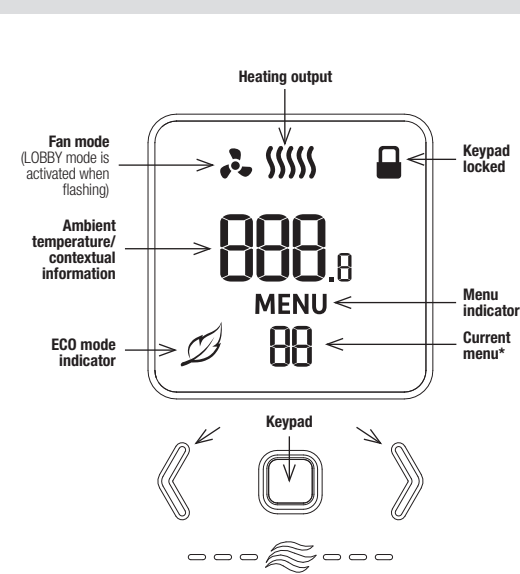 Heating output
Fan mode
(LOBBY mode is
activated when
flashing)
Keypad
locked
Ambient
temperature/
contextual
information
888.8
MENU
Menu
indicator
ECO mode
indicator
88
Current
menu*
Keypad